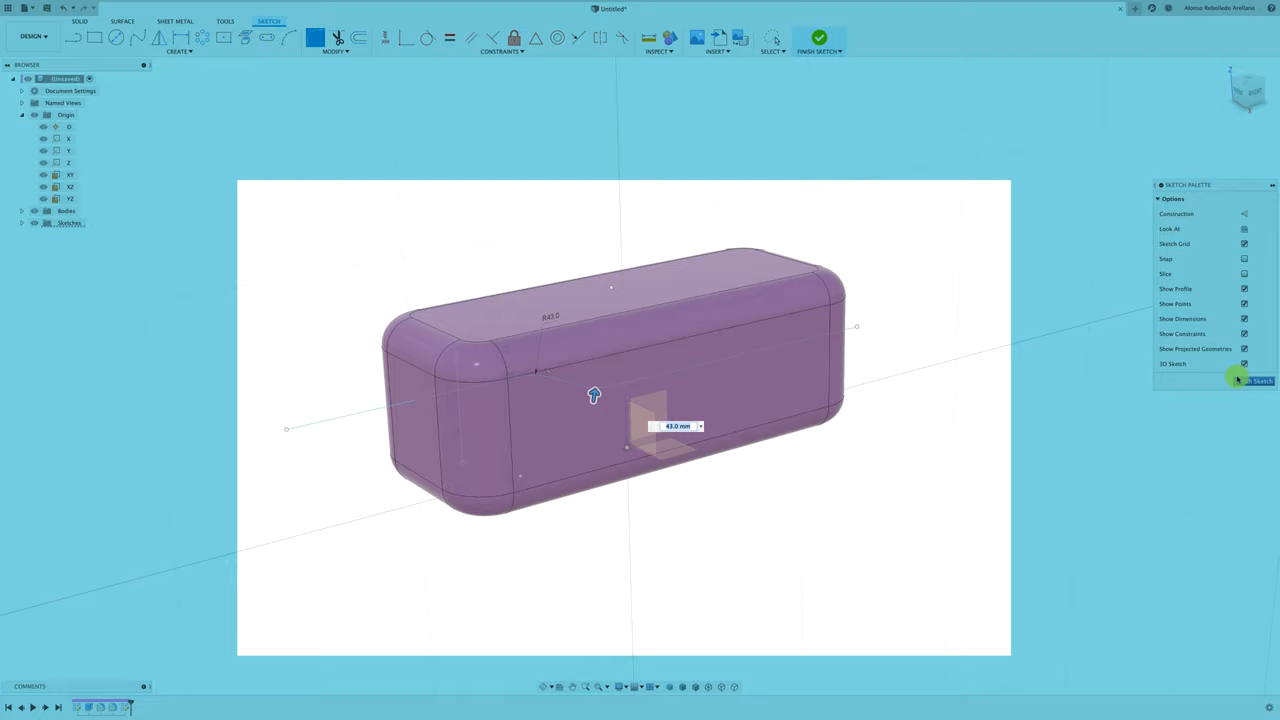 Untitled*
Alonso Rebolledo Arellano
SOLID
SURFACE
SHEET METAL
TOOLS
SKETCH
DESIGN
CREATE
MODIFY
CONSTRAINTS
INSPECT
INSERT
SELECT
FINISH SKETCH
BROWSER
(Unsaved)
Document Settings
Named Views
Origin
O
X
Y
Z
XY
XZ
YZ
Bodies
Sketches
Z
RIGHT
X
R43.0
43.0 mm
SKETCH PALETTE
Options
Construction
Look At
Sketch Grid
Snap
Slice
Show Profile
Show Points
Show Dimensions
Show Constraints
Show Projected Geometries
3D Sketch
Sketch
COMMENTS